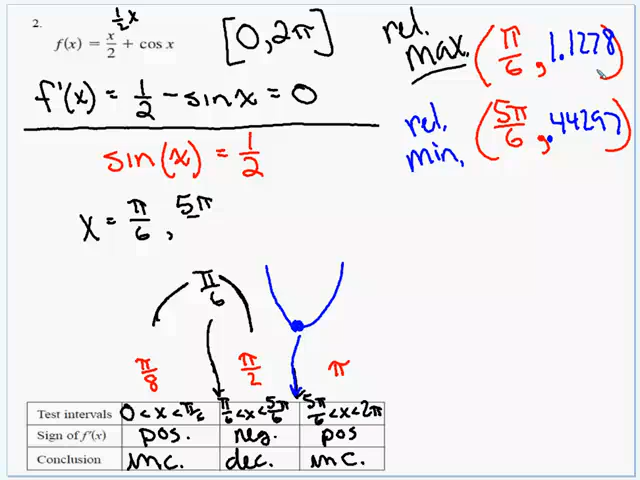 2.
1/2 x
f(x) = x/2 + cos x
[0, 2π]
rel. max. (π/6, 1.1278)
f'(x) = 1/2 - sin x = 0
rel. min. (5π/6, .44297)
sin(x) = 1/2
x = π/6, 5π
π/6
π/8 π/2 π
Test intervals 0 < x < π/6 π/6 < x < 5π/6 5π/6 < x < 2π
Sign of f'(x) pos. neg. pos
Conclusion inc. dec. inc.